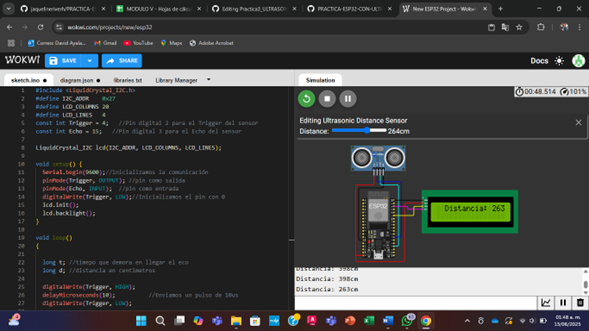 jaquelineriverh/PRACTICA-E
MODULO V - Hojas de cálcu
Editing Practica3_ULTRASO
PRACTICA-ESP32-CON-UL
New ESP32 Project - Wokwi
wokwi.com/projects/new/esp32
Correo: David Ayala...
Gmail
YouTube
Maps
Adobe Acrobat
WOKWI
SAVE
SHARE
Docs
sketch.ino
diagram.json
libraries.txt
Library Manager
Simulation
1 #include <LiquidCrystal_I2C.h>
2 #define I2C_ADDR 0x27
3 #define LCD_COLUMNS 20
4 #define LCD_LINES 4
5 const int Trigger = 4; //Pin digital 2 para el Trigger del sensor
6 const int Echo = 15; //Pin digital 3 para el Echo del sensor
7
8 LiquidCrystal_I2C lcd(I2C_ADDR, LCD_COLUMNS, LCD_LINES);
9
10 void setup() {
11 Serial.begin(9600);//iniciailzamos la comunicación
12 pinMode(Trigger, OUTPUT); //pin como salida
13 pinMode(Echo, INPUT); //pin como entrada
14 digitalWrite(Trigger, LOW);//Inicializamos el pin con 0
15 lcd.init();
16 lcd.backlight();
17 }
18
19 void loop()
20 {
21
22 long t; //timepo que demora en llegar el eco
23 long d; //distancia en centimetros
24
25 digitalWrite(Trigger, HIGH);
26 delayMicroseconds(10); //Enviamos un pulso de 10us
27 digitalWrite(Trigger, LOW);
00:48.514
101%
Editing Ultrasonic Distance Sensor
Distance:
264cm
ESP32
Distancia: 263
Distancia: 398cm
Distancia: 398cm
Distancia: 263cm
01:48 a. m.
13/06/2025